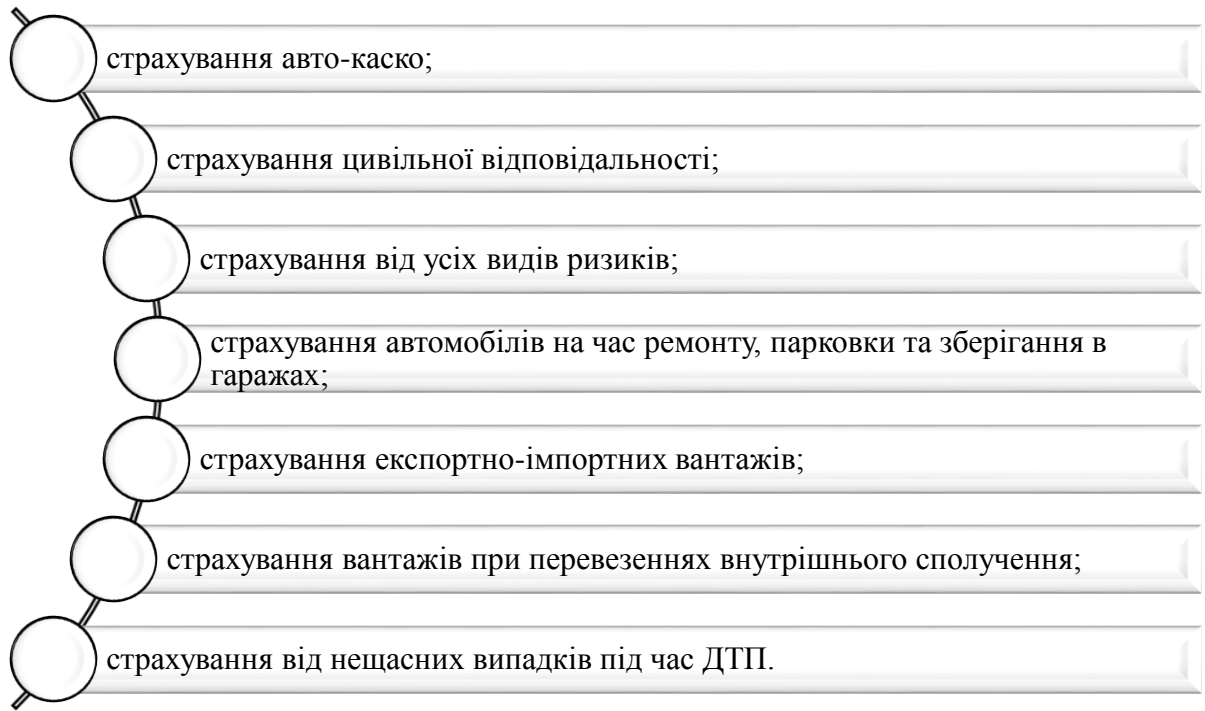 страхування авто-каско;
страхування цивільної відповідальності;
страхування від усіх видів ризиків;
страхування автомобілів на час ремонту, парковки та зберігання в
гаражах;
страхування експортно-імпортних вантажів;
страхування вантажів при перевезеннях внутрішнього сполучення;
страхування від нещасних випадків під час ДТП.